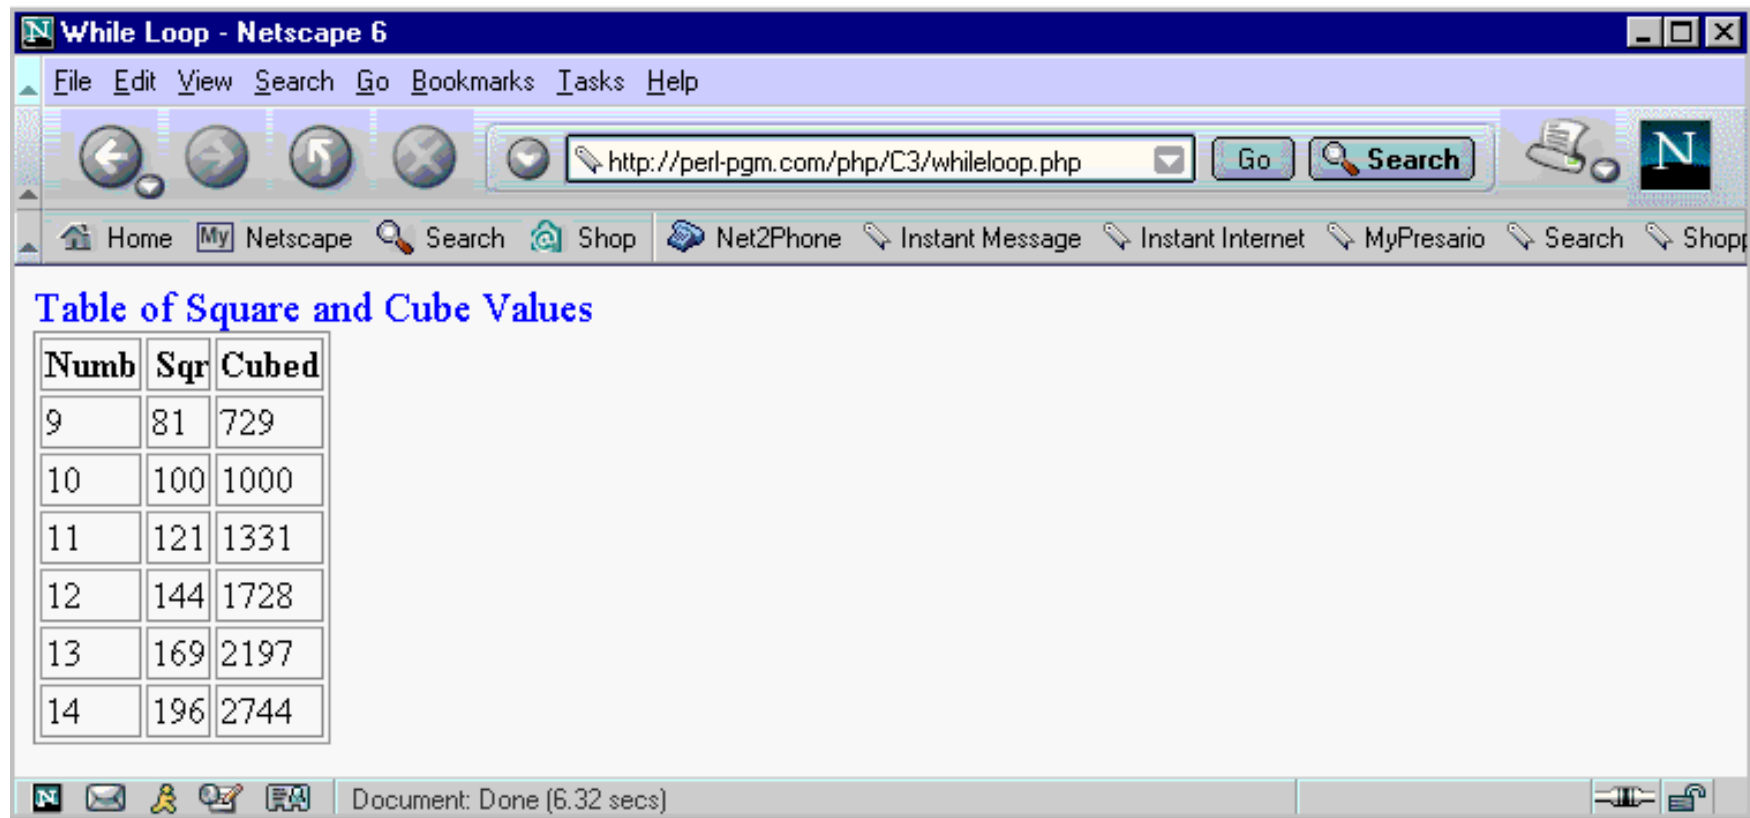 N While Loop - Netscape 6
File Edit View Search Go Bookmarks Tasks Help
http://perl-pgm.com/php/C3/whileloop.php Go Search N
Home My Netscape Search Shop Net2Phone Instant Message Instant Internet MyPresario Search Shopp
Table of Square and Cube Values
Numb Sqr Cubed
9 81 729
10 100 1000
11 121 1331
12 144 1728
13 169 2197
14 196 2744
N Document: Done (6.32 secs)